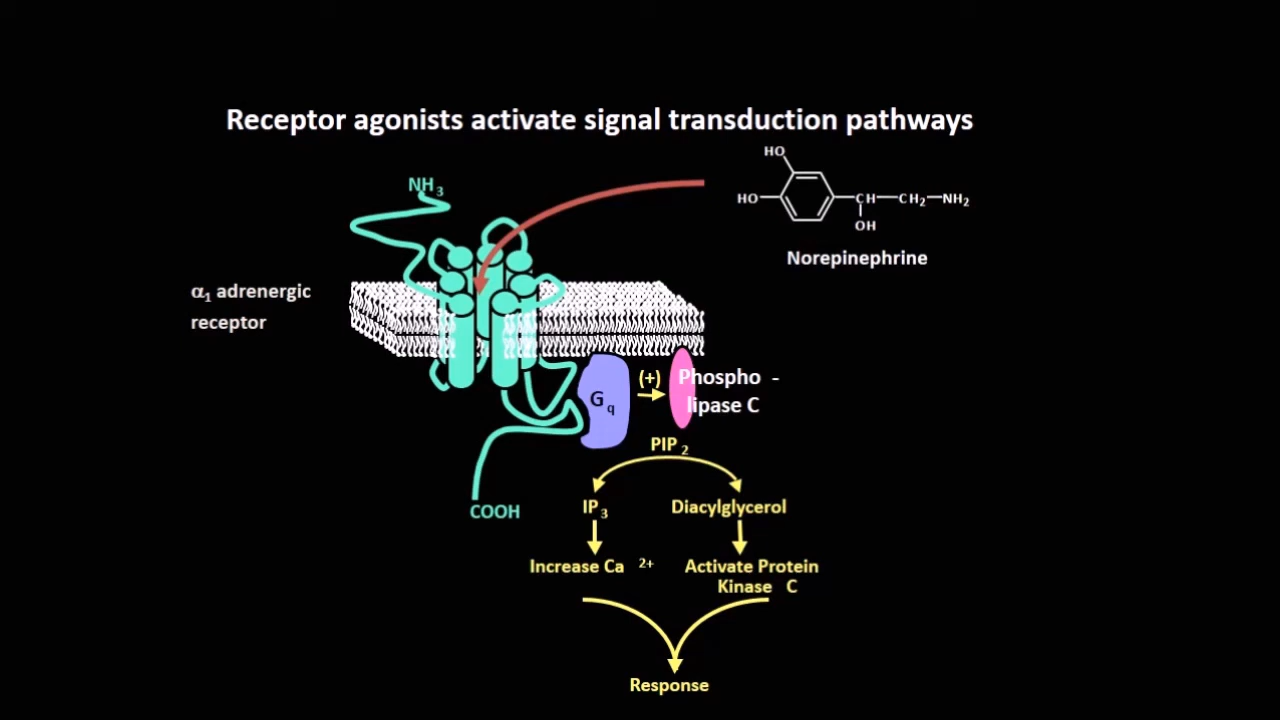 Receptor agonists activate signal transduction pathways
HO
HO
CH
CH₂
NH₂
OH
Norepinephrine
NH₃
α₁ adrenergic
receptor
Gq
(+)
Phospho -
lipase C
PIP₂
IP₃
Diacylglycerol
COOH
Increase Ca 2+
Activate Protein
Kinase C
Response